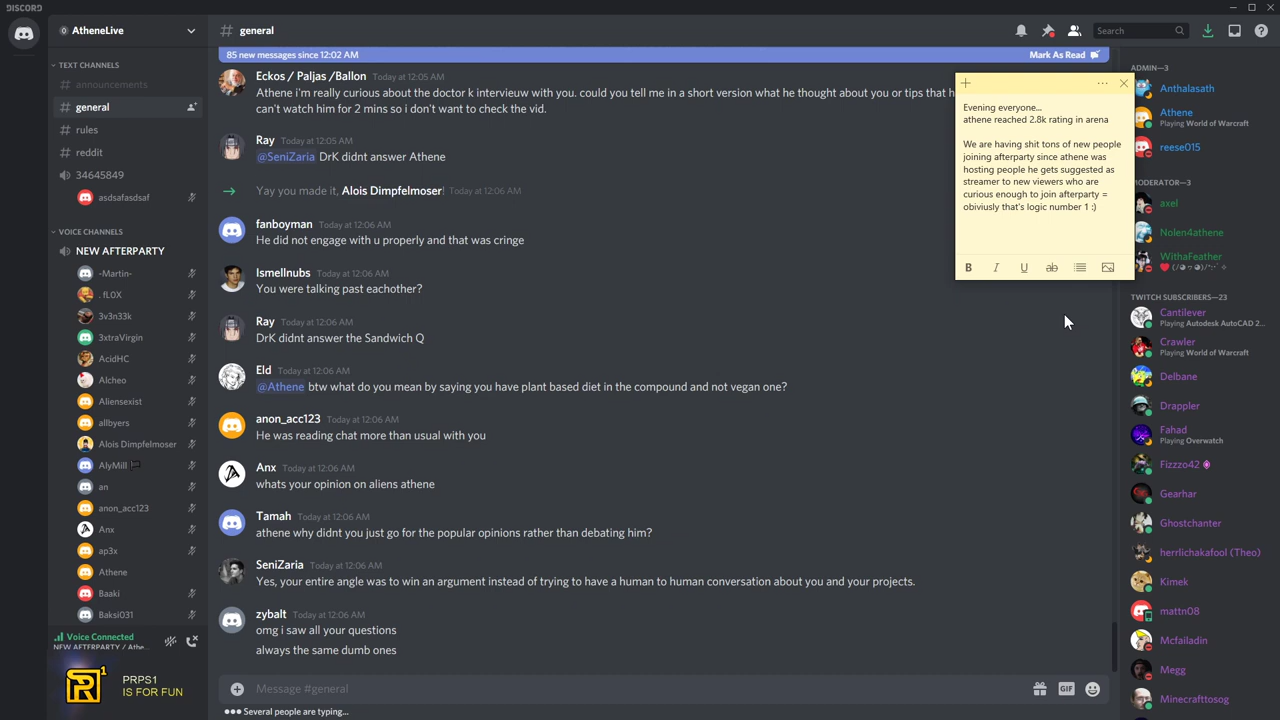 DISCORD
AtheneLive
# general
Search
TEXT CHANNELS
# announcements
# general
# rules
# reddit
34645849
asdsafasdsaf
VOICE CHANNELS
NEW AFTERPARTY
-Martin-
. fL0X
3v3n33k
3xtraVirgin
AcidHC
Alcheo
Aliensexist
allbyers
Alois Dimpfelmoser
AlyMill
an
anon_acc123
Anx
ap3x
Athene
Baaki
Baksi031
Voice Connected
NEW AFTERPARTY / Athe...
PRPS1
IS FOR FUN
85 new messages since 12:02 AM
Mark As Read
Eckos / Paljas /Ballon Today at 12:05 AM
Athene i'm really curious about the doctor k intervieuw with you. could you tell me in a short version what he thought about you or tips that h
can't watch him for 2 mins so i don't want to check the vid.
Ray Today at 12:05 AM
@SeniZaria DrK didnt answer Athene
Yay you made it, Alois Dimpfelmoser! Today at 12:06 AM
fanboyman Today at 12:06 AM
He did not engage with u properly and that was cringe
Ismellnubs Today at 12:06 AM
You were talking past eachother?
Ray Today at 12:06 AM
DrK didnt answer the Sandwich Q
Eld Today at 12:06 AM
@Athene btw what do you mean by saying you have plant based diet in the compound and not vegan one?
anon_acc123 Today at 12:06 AM
He was reading chat more than usual with you
Anx Today at 12:06 AM
whats your opinion on aliens athene
Tamah Today at 12:06 AM
athene why didnt you just go for the popular opinions rather than debating him?
SeniZaria Today at 12:06 AM
Yes, your entire angle was to win an argument instead of trying to have a human to human conversation about you and your projects.
zybalt Today at 12:06 AM
omg i saw all your questions
always the same dumb ones
Message #general
GIF
Several people are typing...
Evening everyone...
athene reached 2.8k rating in arena
We are having shit tons of new people
joining afterparty since athene was
hosting people he gets suggested as
streamer to new viewers who are
curious enough to join afterparty =
obiviusly that's logic number 1 :)
B I U ab
ADMIN—3
Anthalasath
Athene
Playing World of Warcraft
reese015
MODERATOR—3
axel
Nolen4athene
WithaFeather
TWITCH SUBSCRIBERS—23
Cantilever
Playing Autodesk AutoCAD 2...
Crawler
Playing World of Warcraft
Delbane
Drappler
Fahad
Playing Overwatch
Fizzzo42
Gearhar
Ghostchanter
herrlichakafool (Theo)
Kimek
mattn08
Mcfailadin
Megg
Minecrafttosog